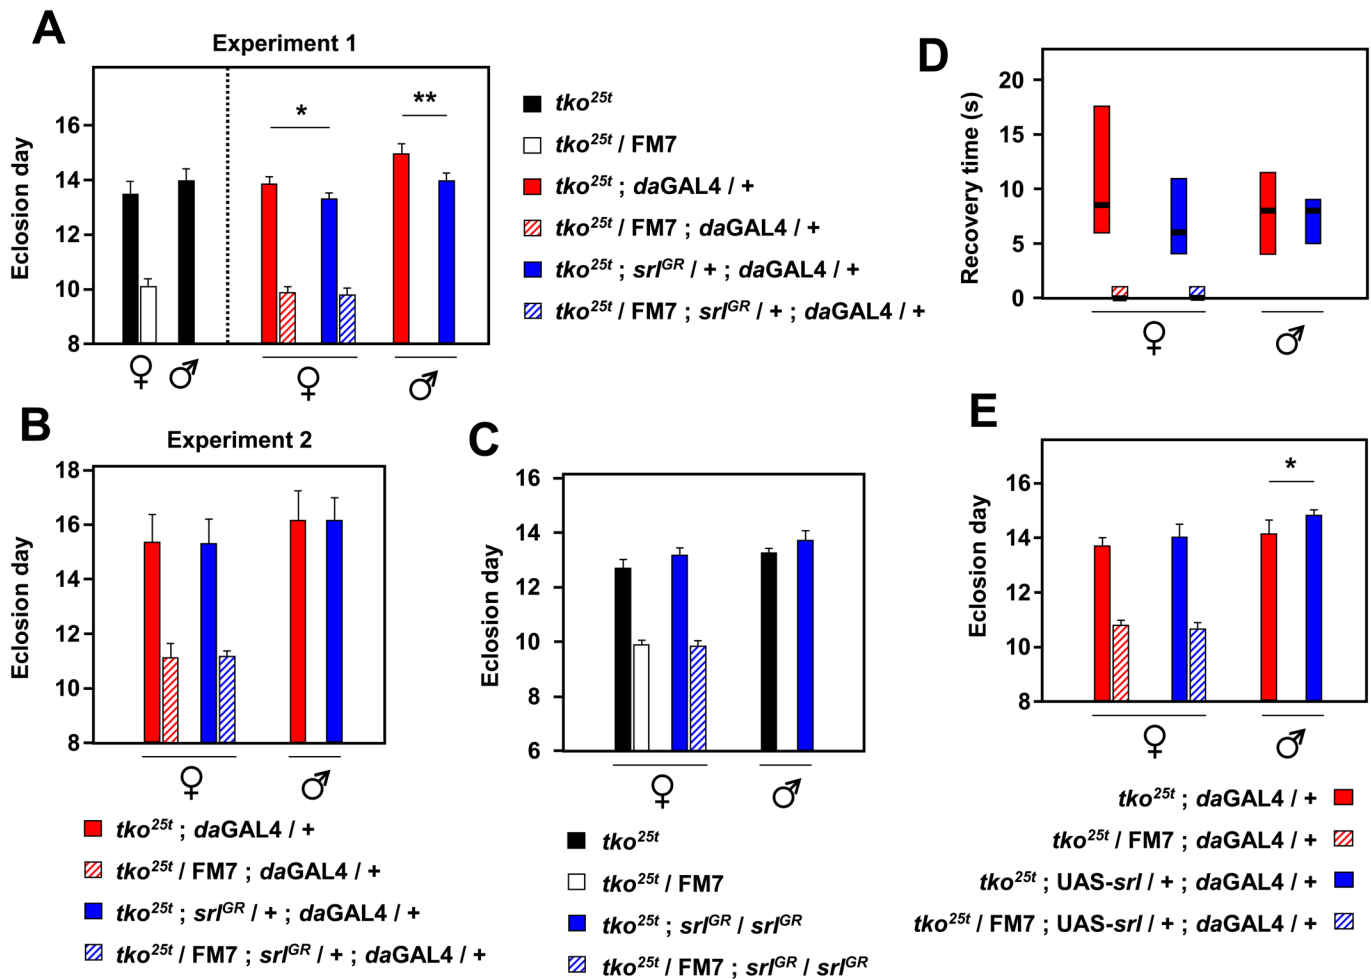 A
Experiment 1
Eclosion day
16
14
12
10
8
*
**
♀
♂
♀
♂
tko25t
tko25t / FM7
tko25t ; daGAL4 / +
tko25t / FM7 ; daGAL4 / +
tko25t ; srlGR / + ; daGAL4 / +
tko25t / FM7 ; srlGR / + ; daGAL4 / +
D
Recovery time (s)
20
15
10
5
0
♀
♂
B
Experiment 2
Eclosion day
18
16
14
12
10
8
♀
♂
tko25t ; daGAL4 / +
tko25t / FM7 ; daGAL4 / +
tko25t ; srlGR / + ; daGAL4 / +
tko25t / FM7 ; srlGR / + ; daGAL4 / +
C
Eclosion day
16
14
12
10
8
6
♀
♂
tko25t
tko25t / FM7
tko25t ; srlGR / srlGR
tko25t / FM7 ; srlGR / srlGR
E
Eclosion day
16
14
12
10
8
*
♀
♂
tko25t ; daGAL4 / +
tko25t / FM7 ; daGAL4 / +
tko25t ; UAS-srl / + ; daGAL4 / +
tko25t / FM7 ; UAS-srl / + ; daGAL4 / +